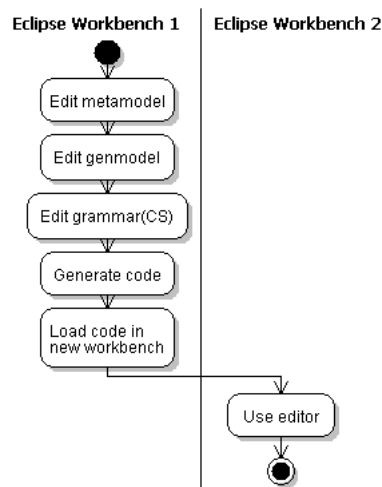 Eclipse Workbench 1
Eclipse Workbench 2
Edit metamodel
Edit genmodel
Edit grammar(CS)
Generate code
Load code in
new workbench
Use editor